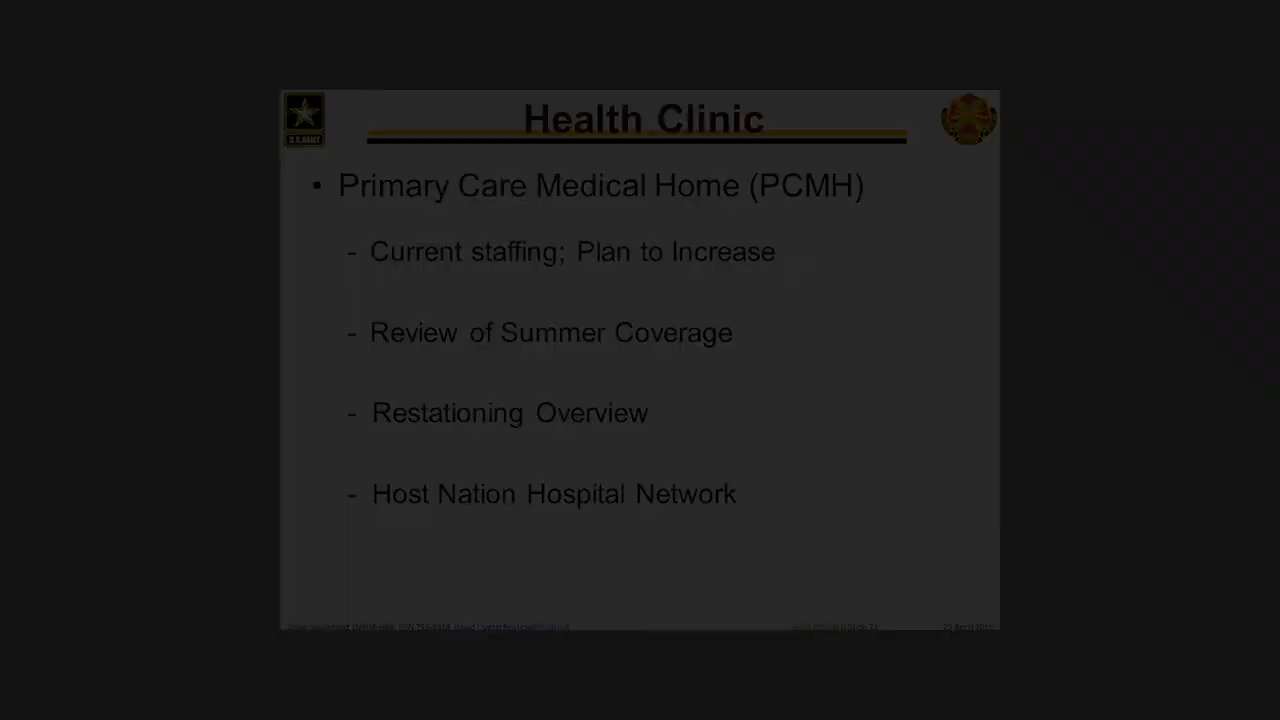 Health Clinic
U.S.ARMY
• Primary Care Medical Home (PCMH)
- Current staffing; Plan to Increase
- Review of Summer Coverage
- Restationing Overview
- Host Nation Hospital Network